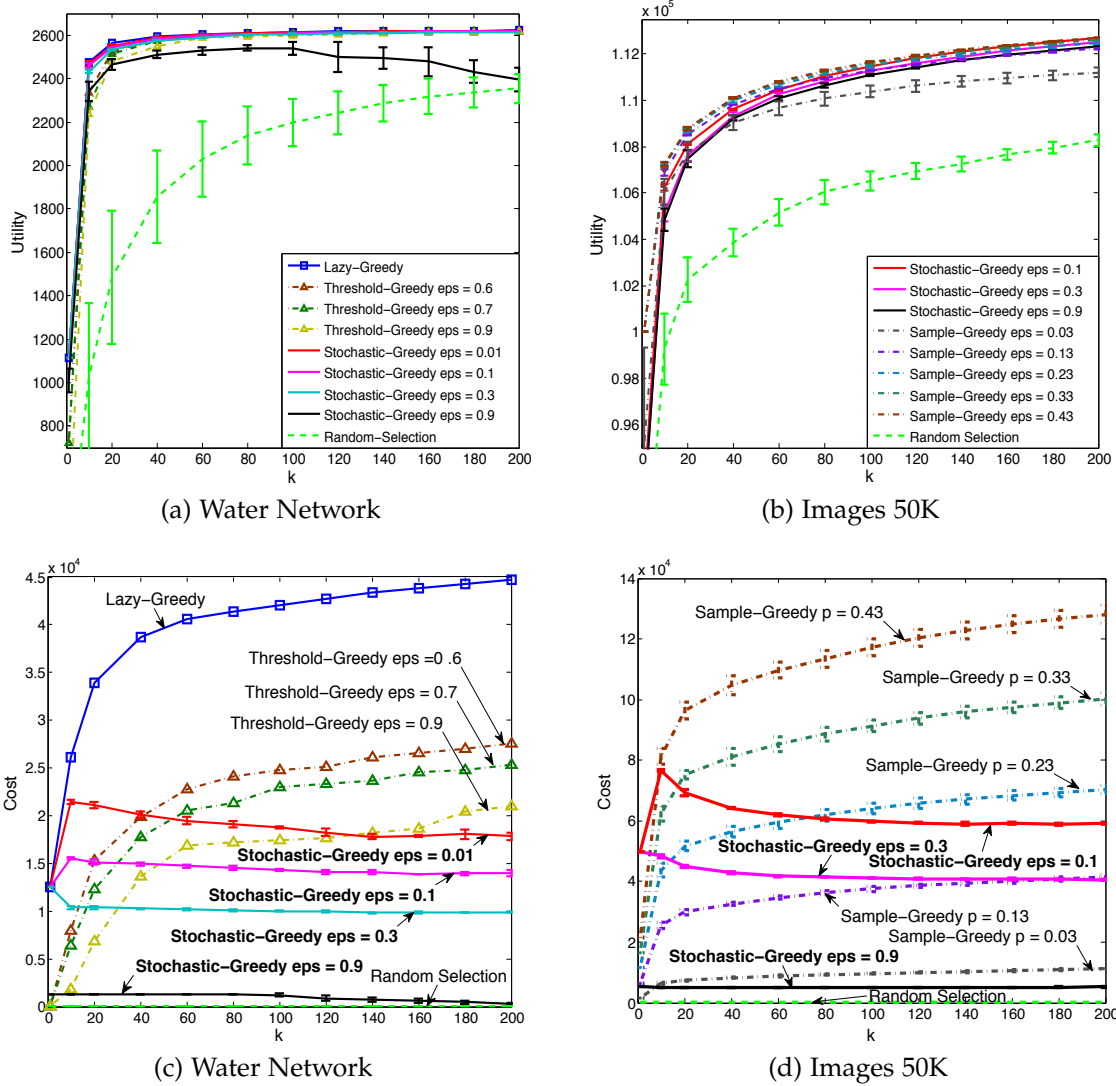 2600
2400
2200
2000
1800
1600
1400
1200
1000
800
Utility
0 20 40 60 80 100 120 140 160 180 200
k
Lazy−Greedy
Threshold−Greedy eps = 0.6
Threshold−Greedy eps = 0.7
Threshold−Greedy eps = 0.9
Stochastic−Greedy eps = 0.01
Stochastic−Greedy eps = 0.1
Stochastic−Greedy eps = 0.3
Stochastic−Greedy eps = 0.9
Random−Selection
(a) Water Network
x 10^5
1.12
1.1
1.08
1.06
1.04
1.02
1
0.98
0.96
Utility
0 20 40 60 80 100 120 140 160 180 200
k
Stochastic−Greedy eps = 0.1
Stochastic−Greedy eps = 0.3
Stochastic−Greedy eps = 0.9
Sample−Greedy eps = 0.03
Sample−Greedy eps = 0.13
Sample−Greedy eps = 0.23
Sample−Greedy eps = 0.33
Sample−Greedy eps = 0.43
Random Selection
(b) Images 50K
x 10^4
4.5
4
3.5
3
2.5
2
1.5
1
0.5
0
Cost
0 20 40 60 80 100 120 140 160 180 200
k
Lazy−Greedy
Threshold−Greedy eps =0.6
Threshold−Greedy eps = 0.7
Threshold−Greedy eps = 0.9
Stochastic−Greedy eps = 0.01
Stochastic−Greedy eps = 0.1
Stochastic−Greedy eps = 0.3
Stochastic−Greedy eps = 0.9
Random Selection
(c) Water Network
x 10^4
14
12
10
8
6
4
2
0
Cost
0 20 40 60 80 100 120 140 160 180 200
k
Sample−Greedy p = 0.43
Sample−Greedy p = 0.33
Sample−Greedy p = 0.23
Stochastic−Greedy eps = 0.3
Stochastic−Greedy eps = 0.1
Sample−Greedy p = 0.13
Sample−Greedy p = 0.03
Stochastic−Greedy eps = 0.9
Random Selection
(d) Images 50K